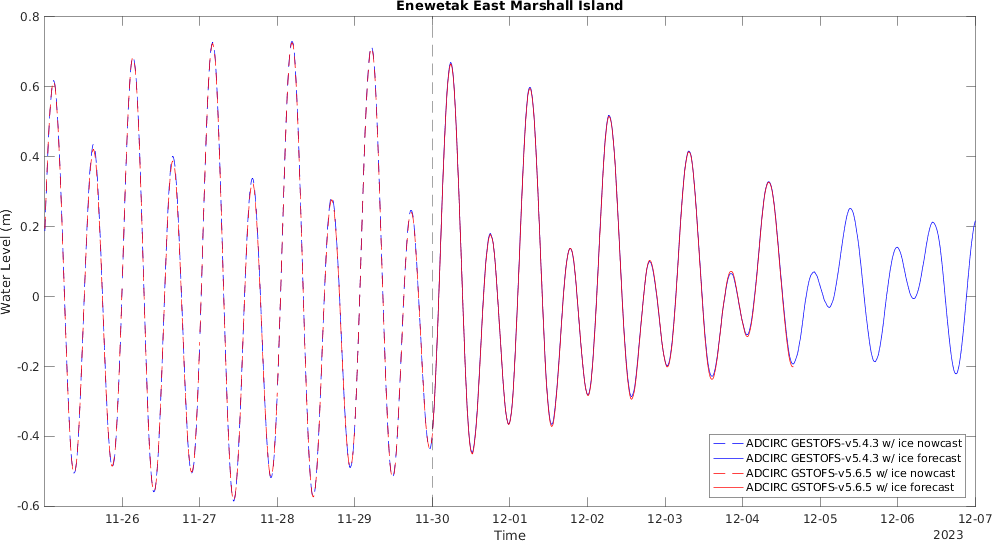 Enewetak East Marshall Island
0.8
0.6
0.4
0.2
0
-0.2
-0.4
-0.6
Water Level (m)
ADCIRC GESTOFS-v5.4.3 w/ ice nowcast
ADCIRC GESTOFS-v5.4.3 w/ ice forecast
ADCIRC GSTOFS-v5.6.5 w/ ice nowcast
ADCIRC GSTOFS-v5.6.5 w/ ice forecast
11-26 11-27 11-28 11-29 11-30 12-01 12-02 12-03 12-04 12-05 12-06 12-07
Time
2023